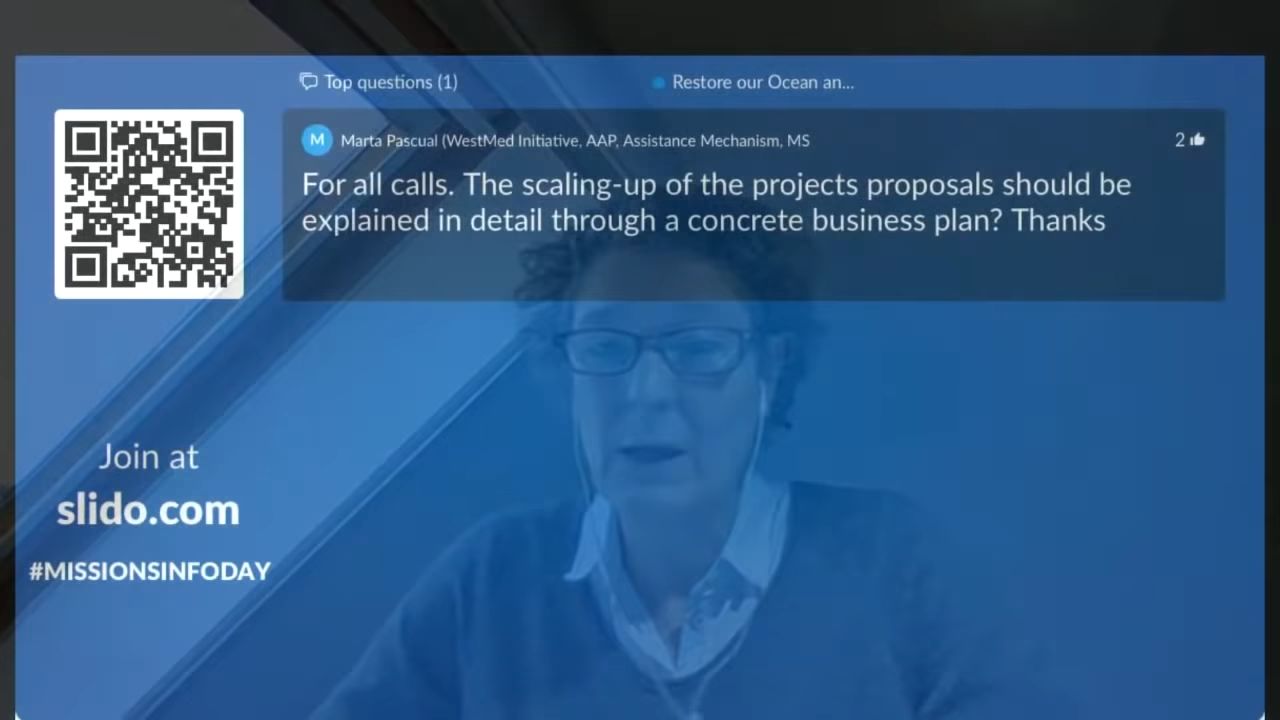 Top questions (1)
Restore our Ocean an...
M
Marta Pascual (WestMed Initiative, AAP, Assistance Mechanism, MS
2
For all calls. The scaling-up of the projects proposals should be
explained in detail through a concrete business plan? Thanks
Join at
slido.com
#MISSIONSINFODAY